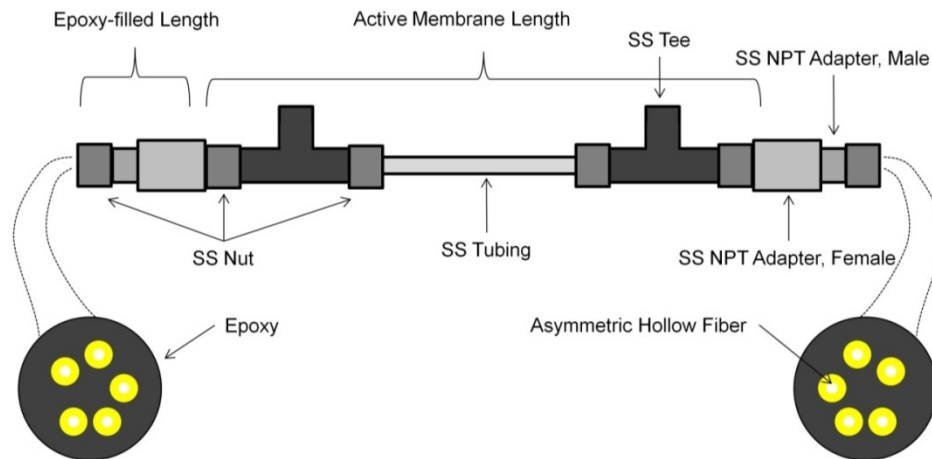 Epoxy-filled Length
Active Membrane Length
SS Tee
SS NPT Adapter, Male
SS Nut
SS Tubing
SS NPT Adapter, Female
Epoxy
Asymmetric Hollow Fiber